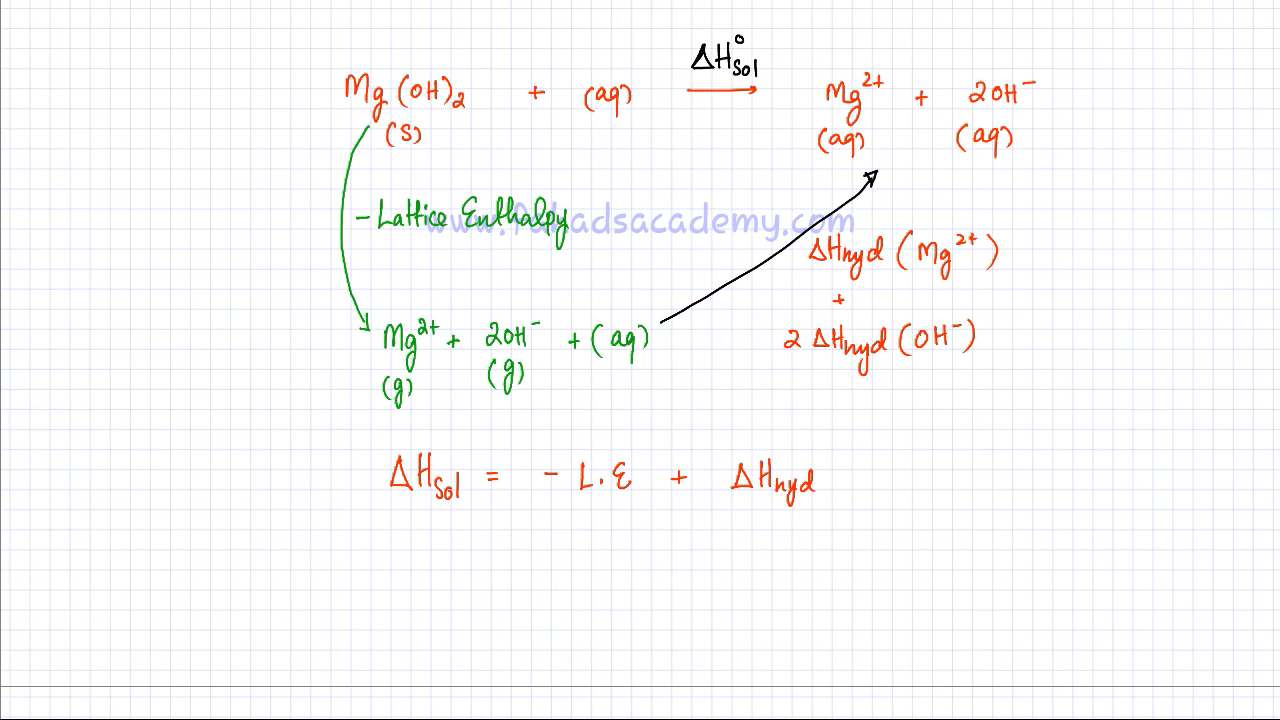 ΔH°sol
Mg(OH)₂ + (aq) → Mg²⁺ + 2OH⁻
(s) (aq) (aq)
- Lattice Enthalpy
ΔHhyd (Mg²⁺)
+
2 ΔHhyd (OH⁻)
Mg²⁺ + 2OH⁻ + (aq)
(g) (g)
ΔHsol = - L.E + ΔHhyd